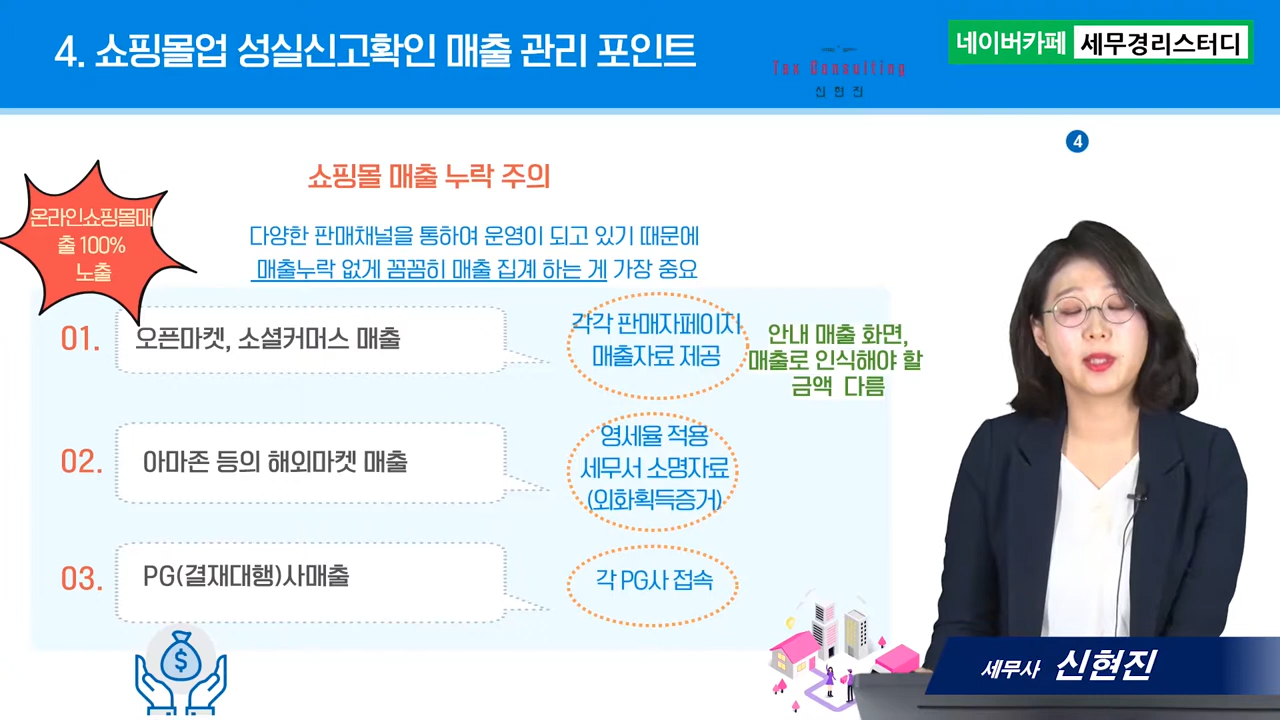 4. 쇼핑몰업 성실신고확인 매출 관리 포인트
Tax Consulting
신 현 진
네이버카페 세무경리스터디
4
쇼핑몰 매출 누락 주의
온라인쇼핑몰매
출 100%
노출
다양한 판매채널을 통하여 운영이 되고 있기 때문에
매출누락 없게 꼼꼼히 매출 집계 하는 게 가장 중요
01. 오픈마켓, 소셜커머스 매출
각각 판매자페이지
매출자료 제공
안내 매출 화면,
매출로 인식해야 할
금액 다름
02. 아마존 등의 해외마켓 매출
영세율 적용
세무서 소명자료
(외화획득증거)
03. PG(결재대행)사매출
각 PG사 접속
$
세무사 신현진